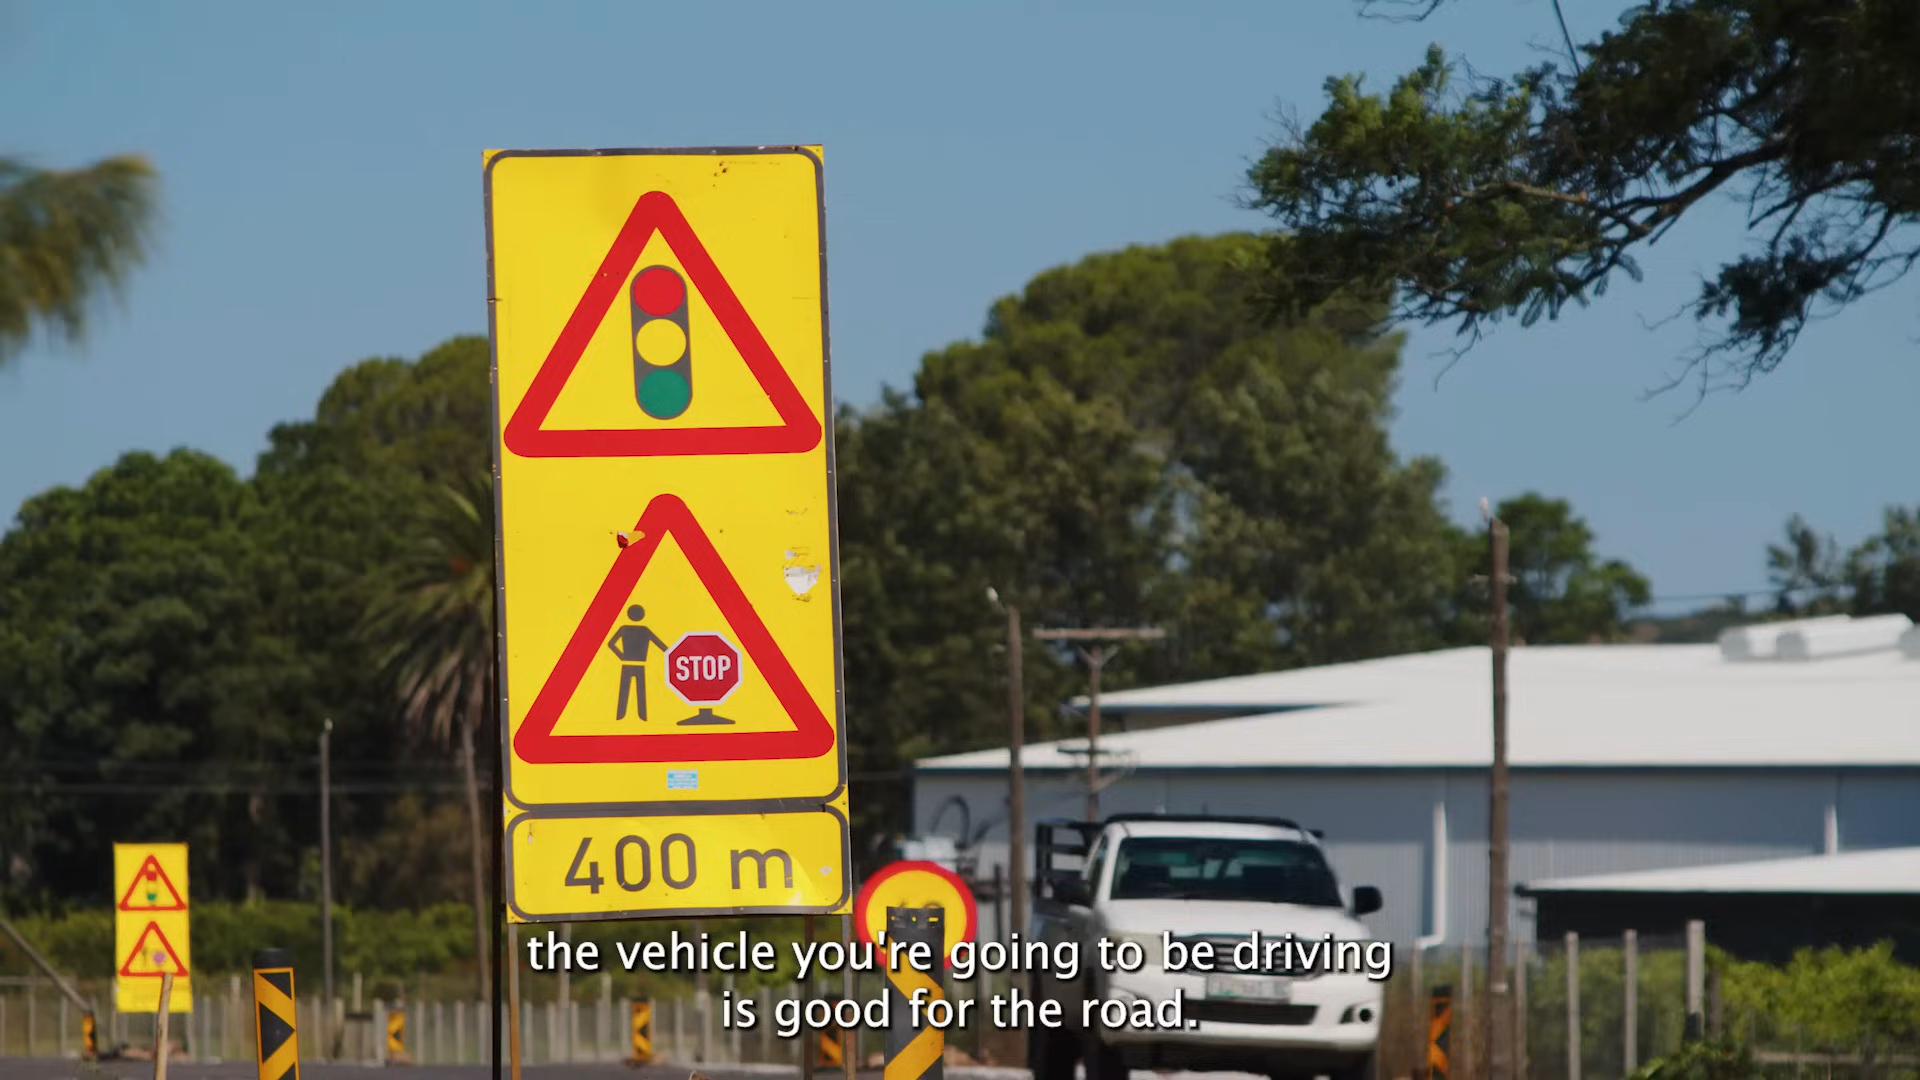 STOP
400 m
the vehicle you're going to be driving
is good for the road.